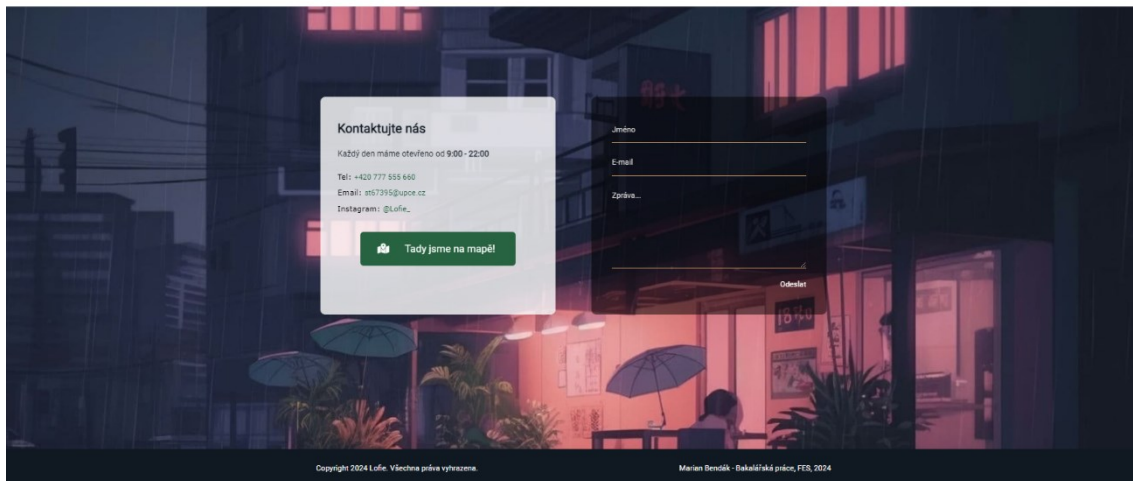 Kontaktujte nás
Každý den máme otevřeno od 9:00 - 22:00
Tel: +420 777 555 660
Email: st67395@upce.cz
Instagram: @Lofie_
Tady jsme na mapě!
Jméno
E-mail
Zpráva...
Odeslat
Copyright 2024 Lofie. Všechna práva vyhrazena.
Marian Bendák - Bakalářská práce, FES, 2024